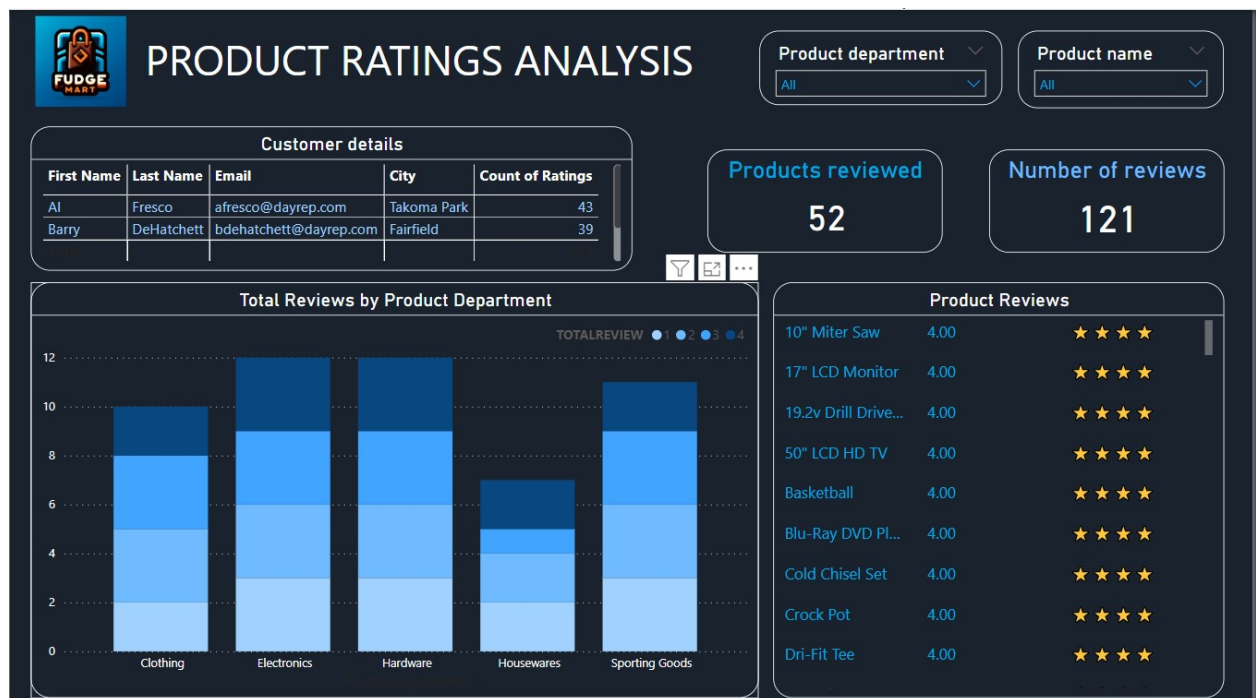 FUDGE
MART
PRODUCT RATINGS ANALYSIS
Product department
All
Product name
All
Customer details
First Name Last Name Email City Count of Ratings
Al Fresco afresco@dayrep.com Takoma Park 43
Barry DeHatchett bdehatchett@dayrep.com Fairfield 39
Products reviewed
52
Number of reviews
121
Total Reviews by Product Department
TOTALREVIEW 1 2 3 4
12
10
8
6
4
2
0
Clothing Electronics Hardware Housewares Sporting Goods
Product Reviews
10" Miter Saw 4.00 ★ ★ ★ ★
17" LCD Monitor 4.00 ★ ★ ★ ★
19.2v Drill Drive... 4.00 ★ ★ ★ ★
50" LCD HD TV 4.00 ★ ★ ★ ★
Basketball 4.00 ★ ★ ★ ★
Blu-Ray DVD Pl... 4.00 ★ ★ ★ ★
Cold Chisel Set 4.00 ★ ★ ★ ★
Crock Pot 4.00 ★ ★ ★ ★
Dri-Fit Tee 4.00 ★ ★ ★ ★